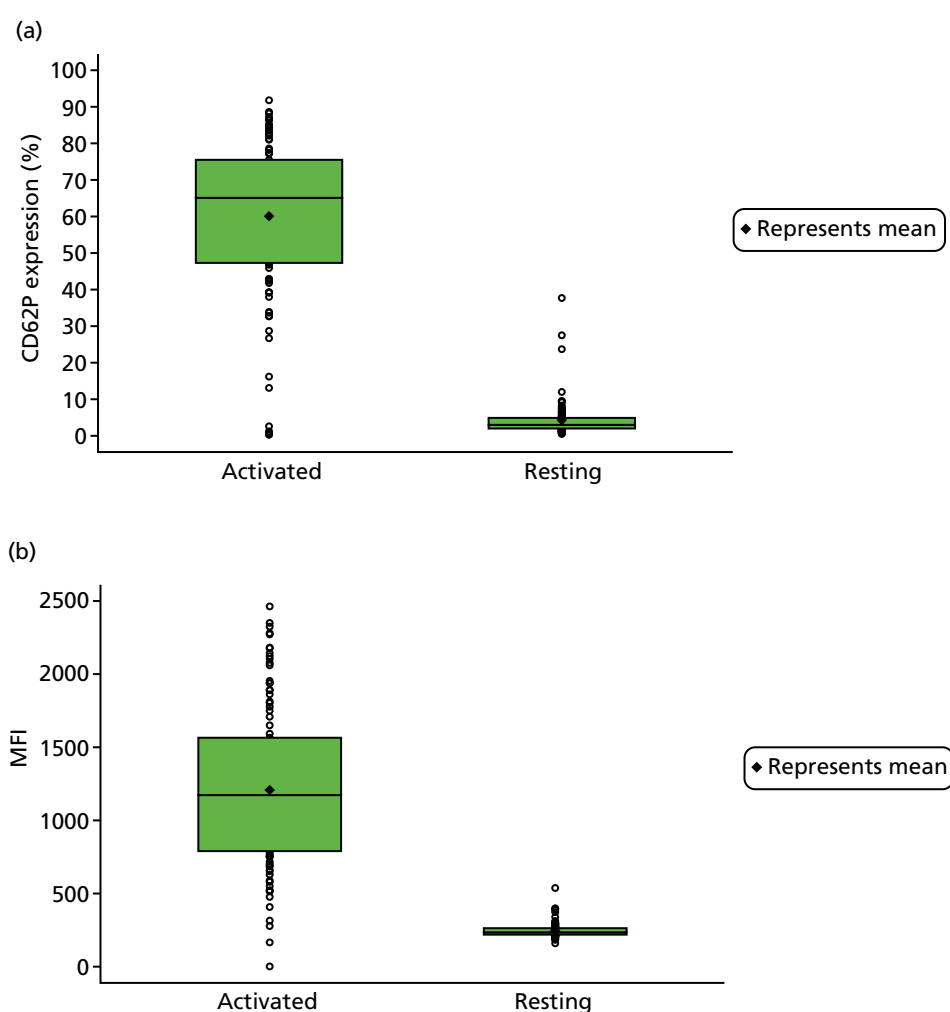 (a)
CD62P expression (%)
100
90
80
70
60
50
40
30
20
10
0
Activated
Resting
Represents mean
(b)
MFI
2500
2000
1500
1000
500
0
Activated
Resting
Represents mean